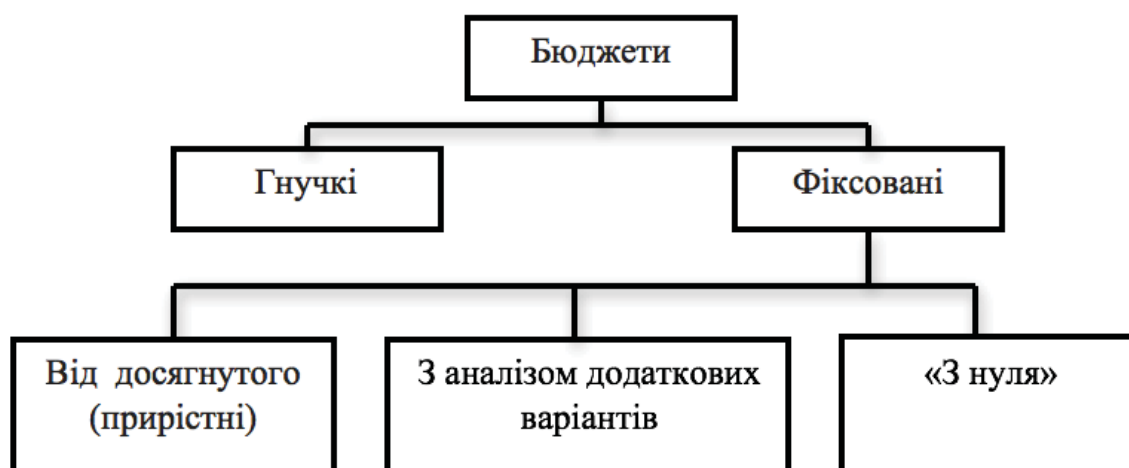 Бюджети
Гнучкі
Фіксовані
Від досягнутого
(прирістні)
З аналізом додаткових
варіантів
«З нуля»